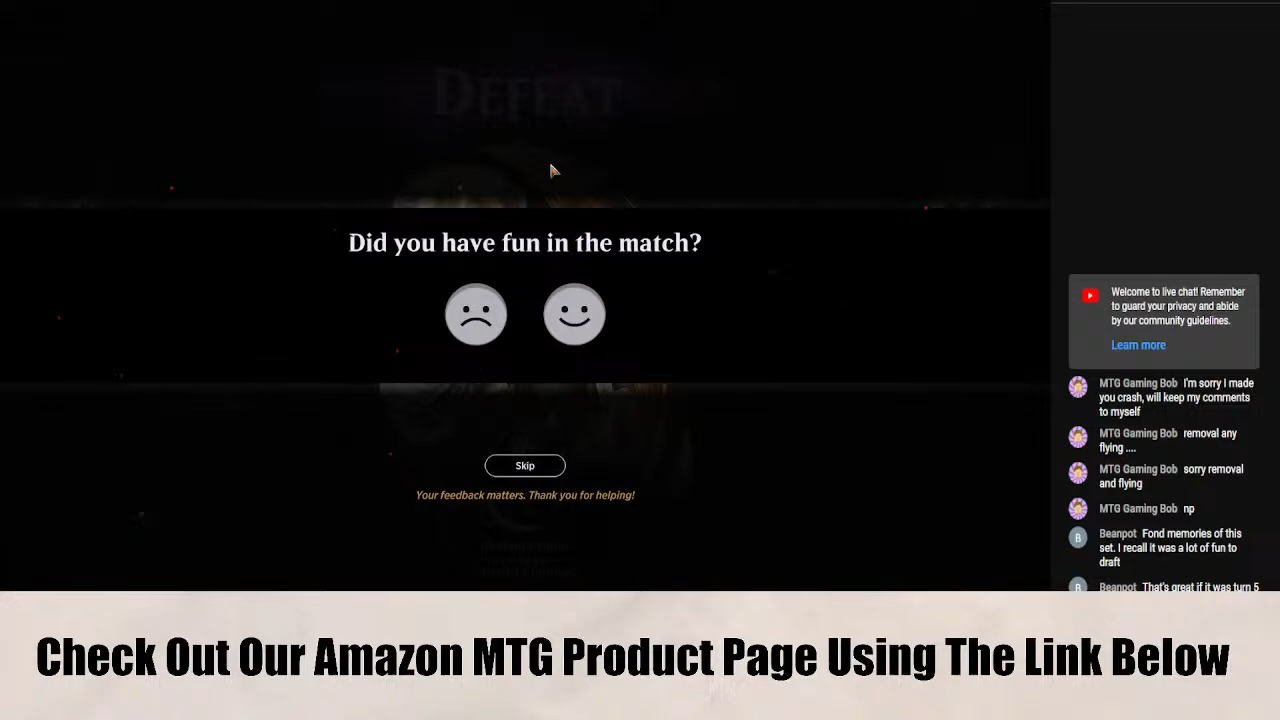 DEFEAT
Did you have fun in the match?
Skip
Your feedback matters. Thank you for helping!
Welcome to live chat! Remember
to guard your privacy and abide
by our community guidelines.
Learn more
MTG Gaming Bob I'm sorry I made
you crash, will keep my comments
to myself
MTG Gaming Bob removal any
flying ....
MTG Gaming Bob sorry removal
and flying
MTG Gaming Bob np
B Beanpot Fond memories of this
set. I recall it was a lot of fun to
draft
B Beanpot That's great if it was turn 5
Check Out Our Amazon MTG Product Page Using The Link Below